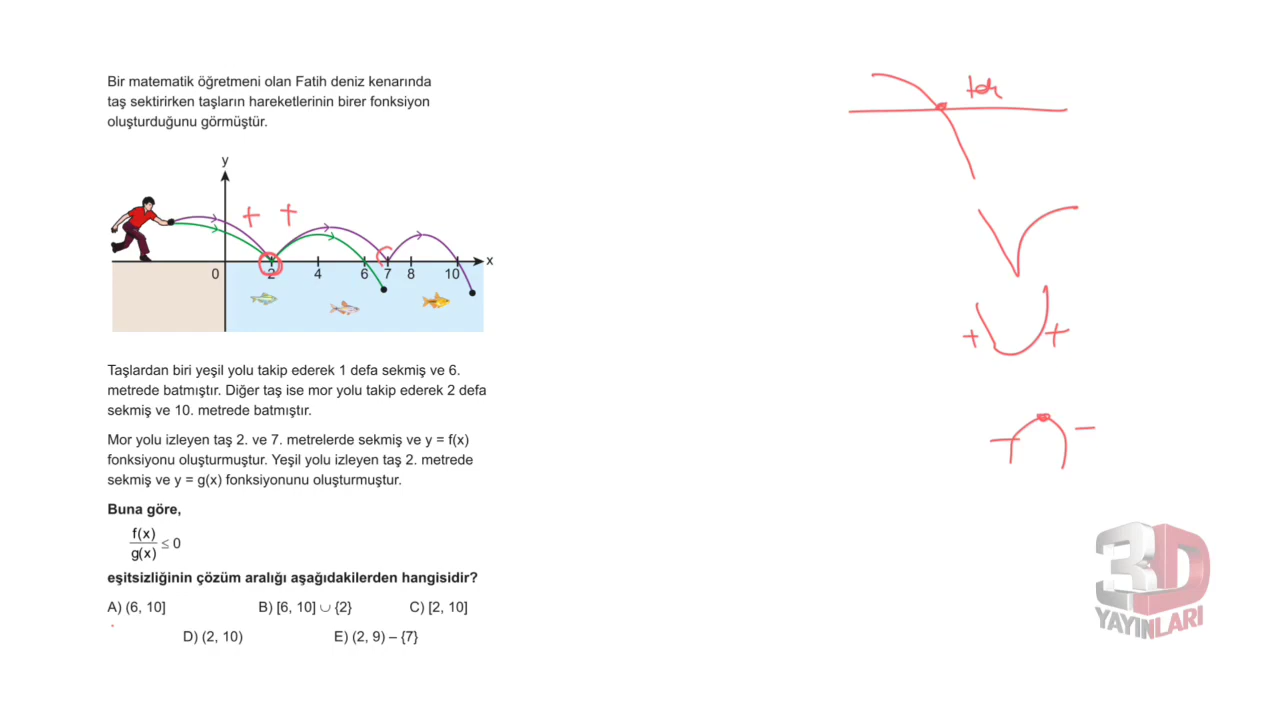 Bir matematik öğretmeni olan Fatih deniz kenarında
taş sektirirken taşların hareketlerinin birer fonksiyon
oluşturduğunu görmüştür.
y
+ +
x
0 2 4 6 7 8 10
Taşlardan biri yeşil yolu takip ederek 1 defa sekmiş ve 6.
metrede batmıştır. Diğer taş ise mor yolu takip ederek 2 defa
sekmiş ve 10. metrede batmıştır.
Mor yolu izleyen taş 2. ve 7. metrelerde sekmiş ve y = f(x)
fonksiyonu oluşturmuştur. Yeşil yolu izleyen taş 2. metrede
sekmiş ve y = g(x) fonksiyonunu oluşturmuştur.
Buna göre,
f(x)
g(x) ≤ 0
eşitsizliğinin çözüm aralığı aşağıdakilerden hangisidir?
A) (6, 10] B) [6, 10] ∪ {2} C) [2, 10]
D) (2, 10) E) (2, 9) – {7}
tek
+ +
– –
3D
YAYINLARI